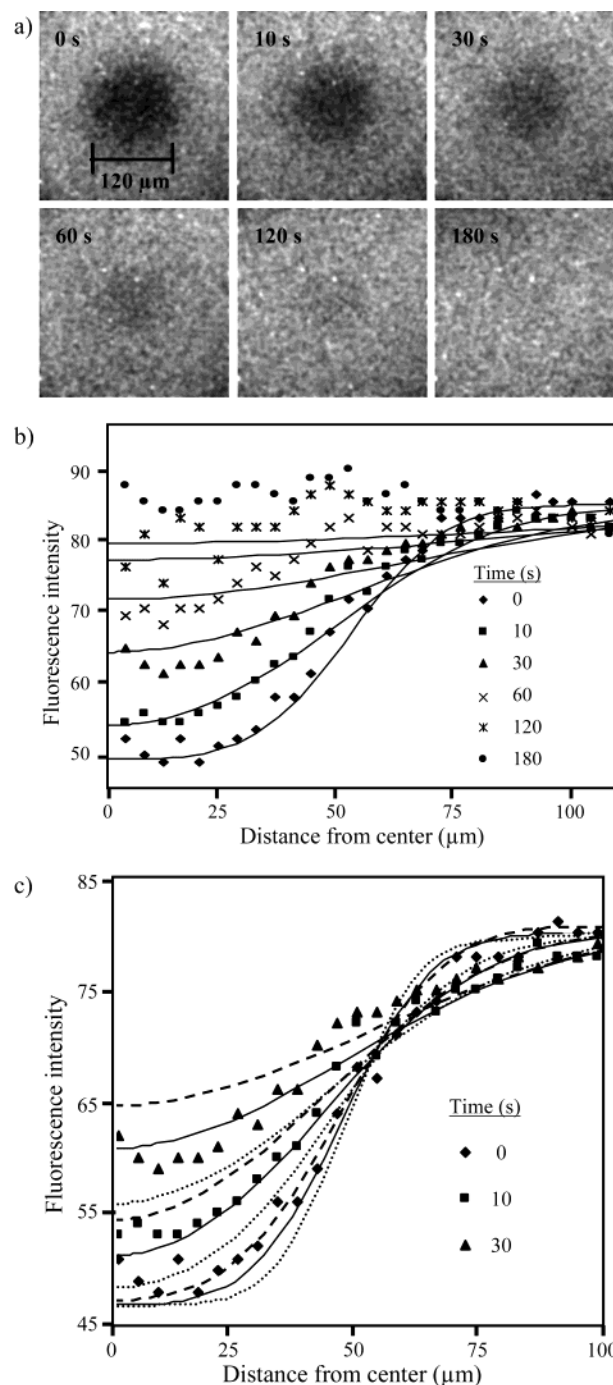 a)
0 s
10 s
30 s
120 µm
60 s
120 s
180 s
b)
90
80
70
60
50
Fluorescence intensity
Time (s)
0
10
30
60
120
180
0
25
50
75
100
Distance from center (µm)
c)
85
75
65
55
45
Fluorescence intensity
Time (s)
0
10
30
0
25
50
75
100
Distance from center (µm)